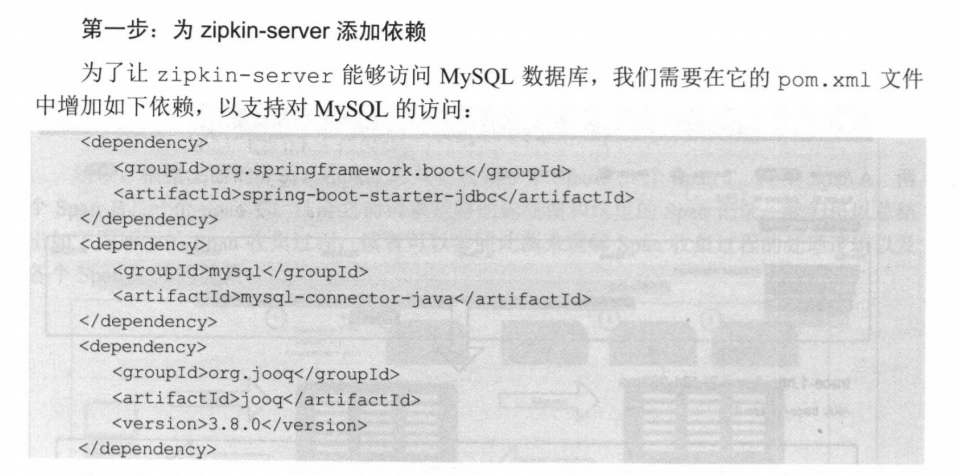 第一步：为 zipkin-server 添加依赖
为了让 zipkin-server 能够访问 MySQL 数据库，我们需要在它的 pom.xml 文件
中增加如下依赖，以支持对 MySQL 的访问：
<dependency>
<groupId>org.springframework.boot</groupId>
<artifactId>spring-boot-starter-jdbc</artifactId>
</dependency>
<dependency>
<groupId>mysql</groupId>
<artifactId>mysql-connector-java</artifactId>
</dependency>
<dependency>
<groupId>org.jooq</groupId>
<artifactId>jooq</artifactId>
<version>3.8.0</version>
</dependency>